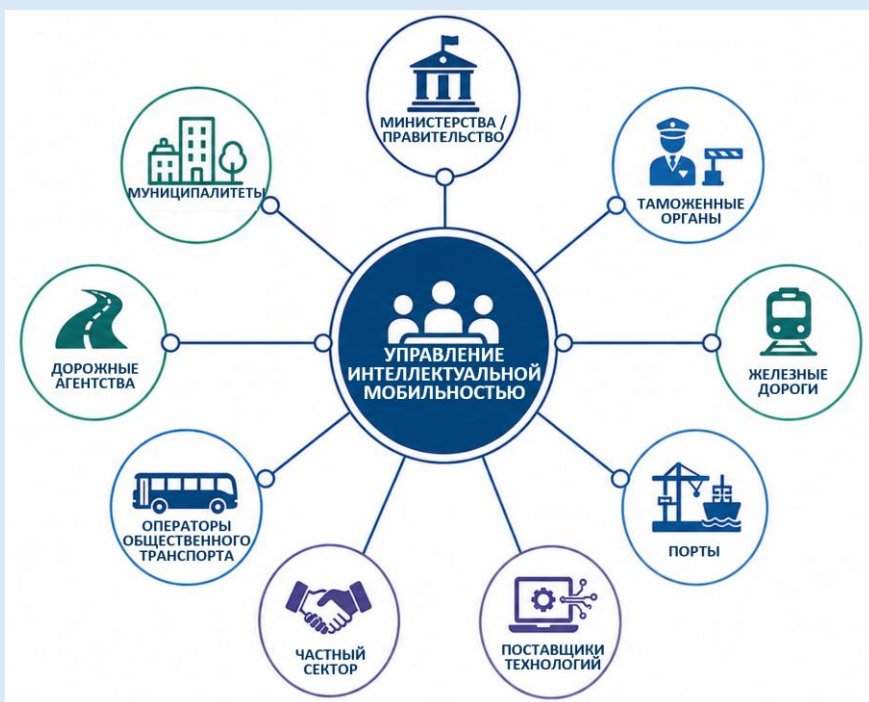 МИНИСТЕРСТВА /
ПРАВИТЕЛЬСТВО
МУНИЦИПАЛИТЕТЫ
ТАМОЖЕННЫЕ
ОРГАНЫ
ДОРОЖНЫЕ
АГЕНТСТВА
УПРАВЛЕНИЕ
ИНТЕЛЛЕКТУАЛЬНОЙ
МОБИЛЬНОСТЬЮ
ЖЕЛЕЗНЫЕ
ДОРОГИ
ОПЕРАТОРЫ
ОБЩЕСТВЕННОГО
ТРАНСПОРТА
ПОРТЫ
ЧАСТНЫЙ
СЕКТОР
ПОСТАВЩИКИ
ТЕХНОЛОГИЙ